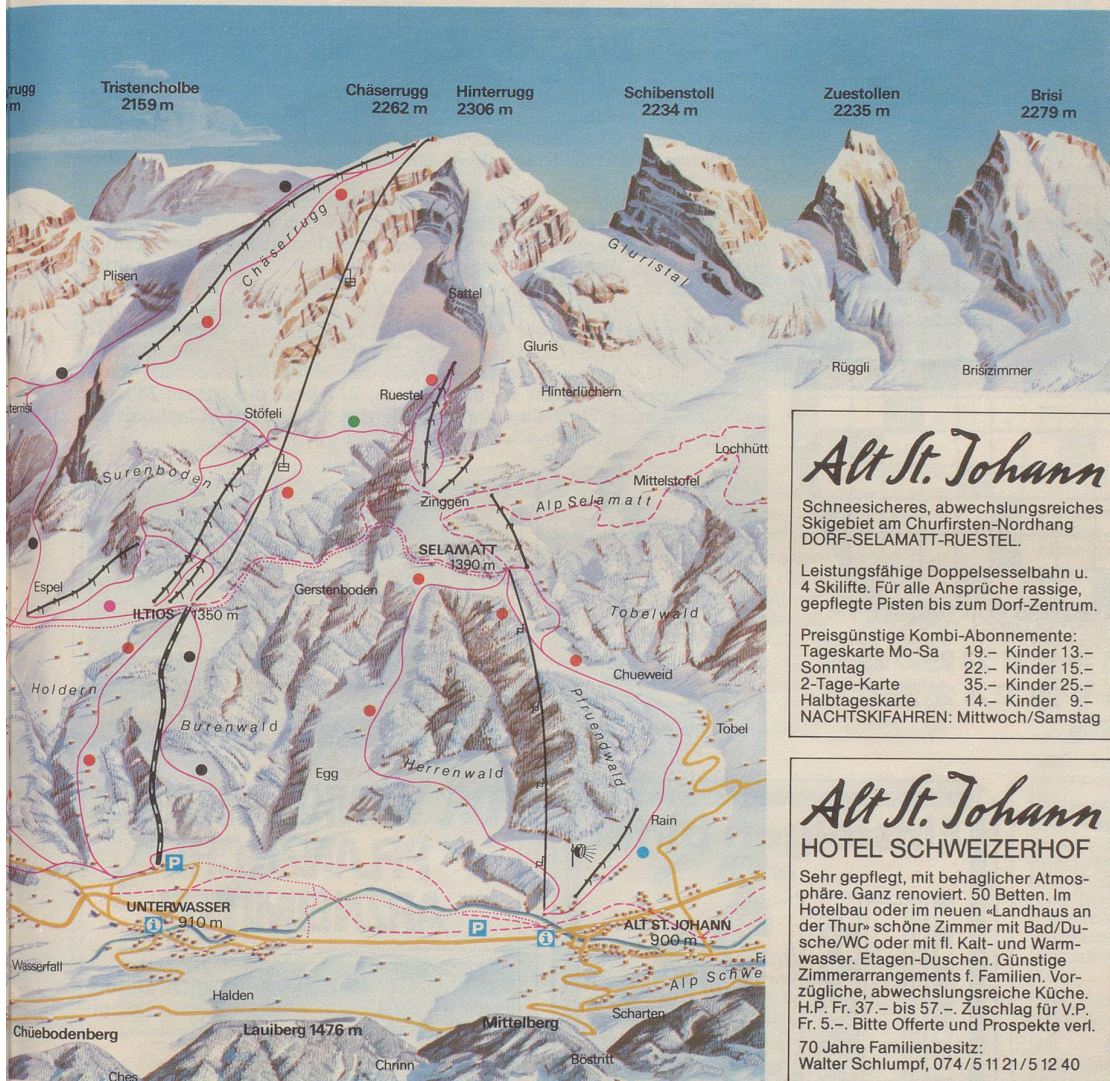 rrugg
m
Tristencholbe
2159 m
Chäserrugg
2262 m
Hinterrugg
2306 m
Schibenstoll
2234 m
Zuestollen
2235 m
Brisi
2279 m
Chäserrugg
Gluristal
Plisen
Sattel
Gluris
Rüggli
Brisizimmer
Ruestel
Hinterlüchern
Stöfeli
Lochhütt
Surenboden
Mittelstofel
Zinggen
Alp Selamatt
SELAMATT
1390 m
Espel
Gerstenboden
ILTIOS 1350 m
Tobelwald
Chueweid
Holdern
Burenwald
Pfruendwald
Tobel
Egg
Herrenwald
Rain
P
UNTERWASSER
910 m
i
P
i
ALT ST. JOHANN
900 m
Wasserfall
Alp Schwe
Halden
Scharten
Chüebodenberg
Lauiberg 1476 m
Mittelberg
Böstritt
Chrinn
Ches
Alt St. Johann
Schneesicheres, abwechslungsreiches
Skigebiet am Churfirsten-Nordhang
DORF-SELAMATT-RUESTEL.
Leistungsfähige Doppelsesselbahn u.
4 Skilifte. Für alle Ansprüche rassige,
gepflegte Pisten bis zum Dorf-Zentrum.
Preisgünstige Kombi-Abonnemente:
Tageskarte Mo-Sa 19.– Kinder 13.–
Sonntag 22.– Kinder 15.–
2-Tage-Karte 35.– Kinder 25.–
Halbtageskarte 14.– Kinder 9.–
NACHTSKIFAHREN: Mittwoch/Samstag
Alt St. Johann
HOTEL SCHWEIZERHOF
Sehr gepflegt, mit behaglicher Atmos-
phäre. Ganz renoviert. 50 Betten. Im
Hotelbau oder im neuen «Landhaus an
der Thur» schöne Zimmer mit Bad/Du-
sche/WC oder mit fl. Kalt- und Warm-
wasser. Etagen-Duschen. Günstige
Zimmerarrangements f. Familien. Vor-
zügliche, abwechslungsreiche Küche.
H.P. Fr. 37.– bis 57.–. Zuschlag für V.P.
Fr. 5.–. Bitte Offerte und Prospekte verl.
70 Jahre Familienbesitz:
Walter Schlumpf, 074/5 11 21/5 12 40